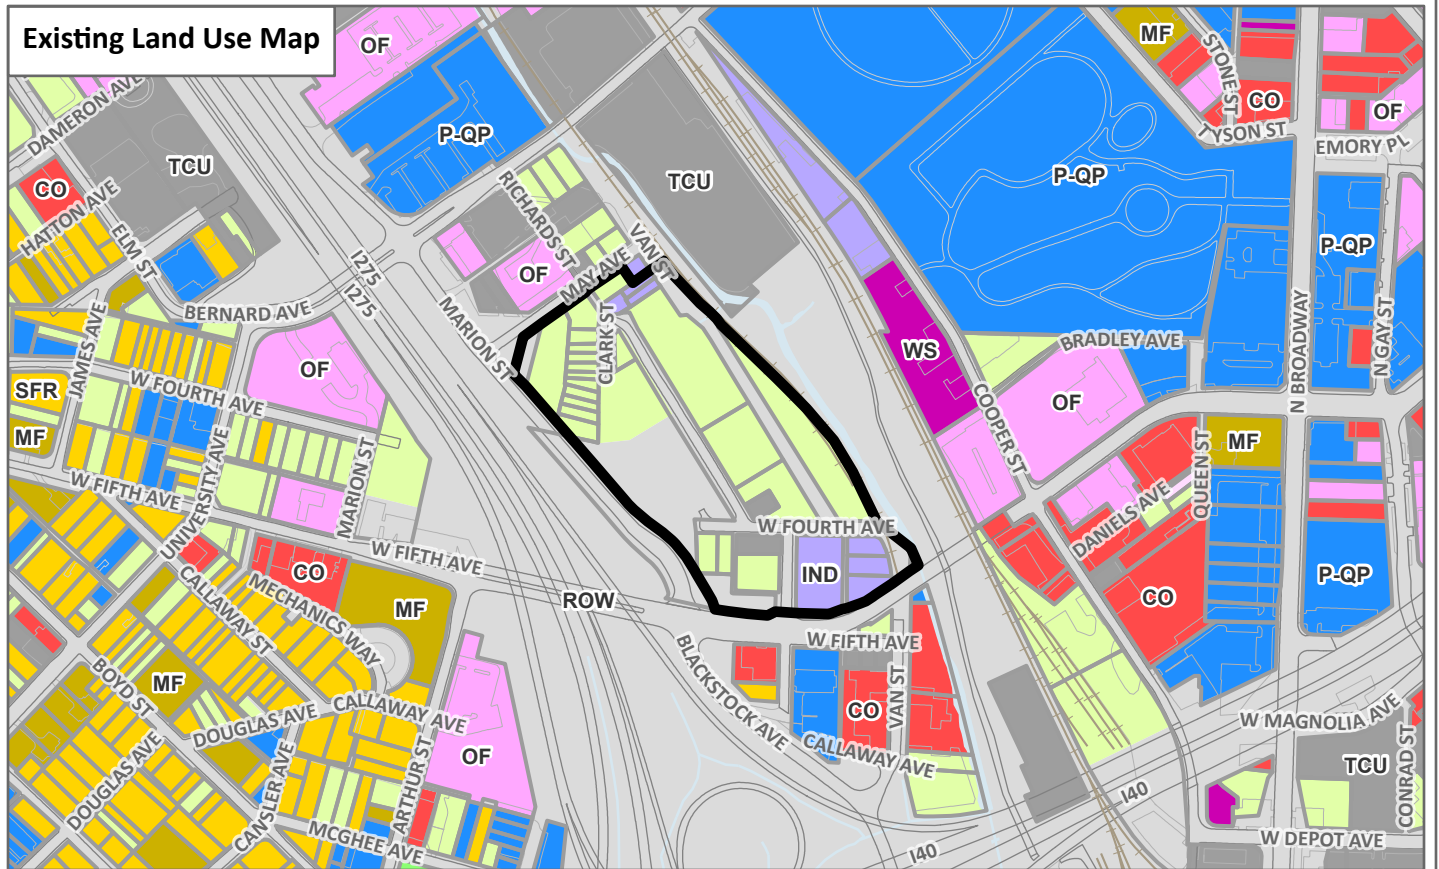 Existing Land Use Map
OF
MF
STONE ST
CO
OF
DAMERON AVE
P-QP
TYSON ST
EMORY PL
TCU
CO
TCU
P-QP
HATTON AVE
RICHARDS ST
ELM ST
VAN ST
P-QP
I275
OF
MAY AVE
I275
BERNARD AVE
MARION ST
CLARK ST
N BROADWAY
N GAY ST
JAMES AVE
WS
BRADLEY AVE
OF
SFR
W FOURTH AVE
COOPER ST
OF
MF
MF
QUEEN ST
W FIFTH AVE
UNIVERSITY AVE
MARION ST
W FOURTH AVE
DANIELS AVE
W FIFTH AVE
CO
IND
P-QP
CALLAWAY ST
MECHANICS WAY
MF
ROW
CO
W FIFTH AVE
BOYD ST
MF
BLACKSTOCK AVE
VAN ST
DOUGLAS AVE
CALLAWAY AVE
CO
W MAGNOLIA AVE
DOUGLAS AVE
CANSLER AVE
ARTHUR ST
OF
CALLAWAY AVE
TCU
CONRAD ST
I40
MCGHEE AVE
I40
W DEPOT AVE